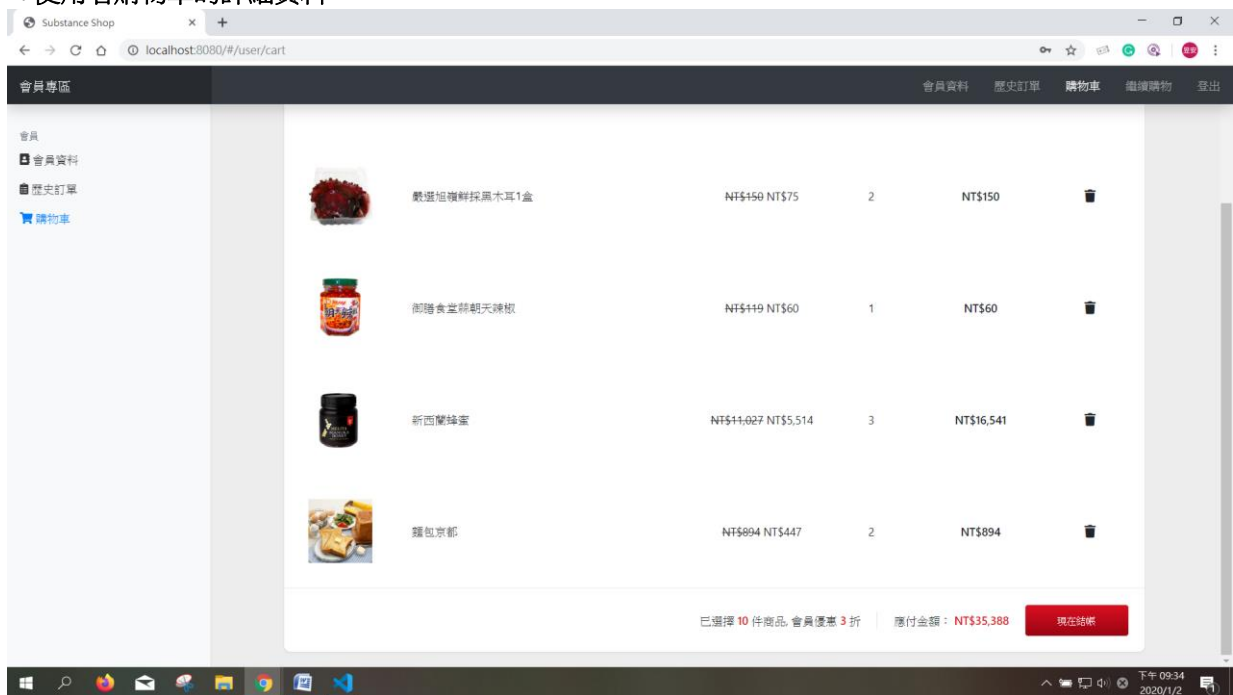 使用者購物車的詳細資料
Substance Shop
localhost:8080/#/user/cart
會員專區 會員資料 歷史訂單 購物車 繼續購物 登出
會員
會員資料
歷史訂單
購物車
嚴選旭嶺鮮採黑木耳1盒 NT$150 NT$75 2 NT$150
御膳食堂蒜朝天辣椒 NT$119 NT$60 1 NT$60
新西蘭蜂蜜 NT$11,027 NT$5,514 3 NT$16,541
麵包京都 NT$894 NT$447 2 NT$894
已選擇 10 件商品, 會員優惠 3 折 應付金額： NT$35,388 現在結帳
下午 09:34
2020/1/2